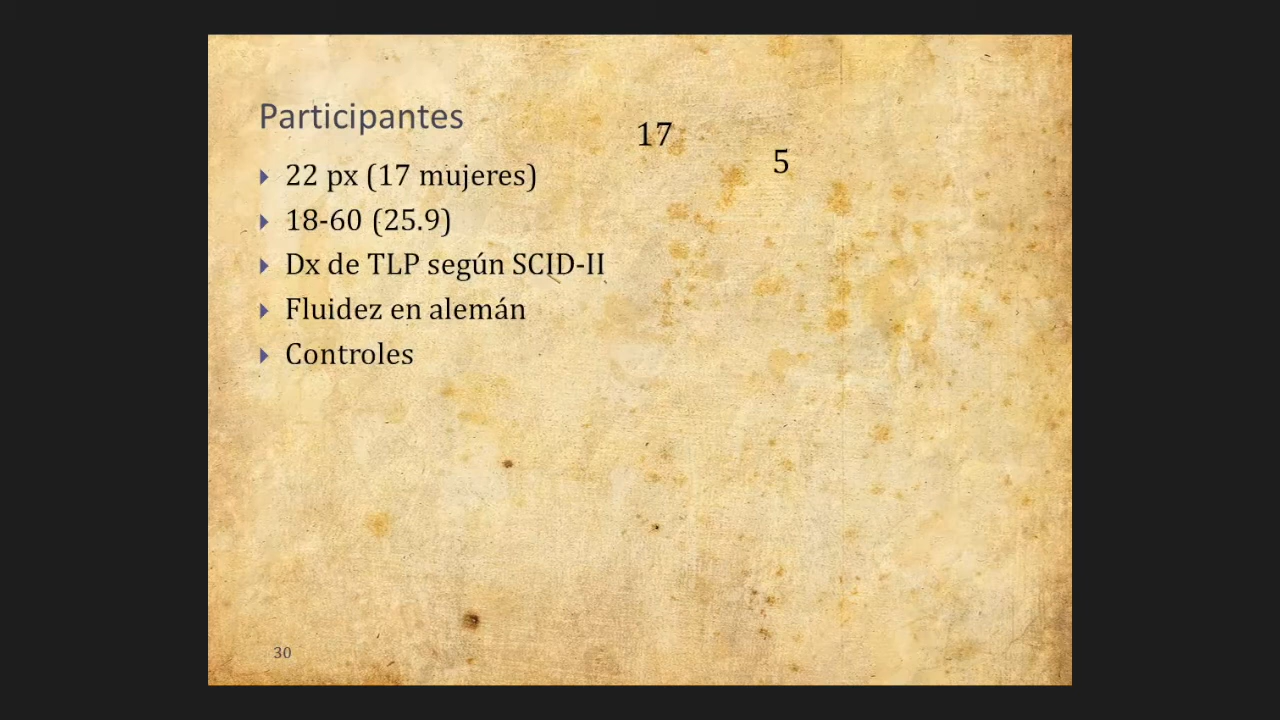 Participantes
17
5
22 px (17 mujeres)
18-60 (25.9)
Dx de TLP según SCID-II
Fluidez en alemán
Controles
30